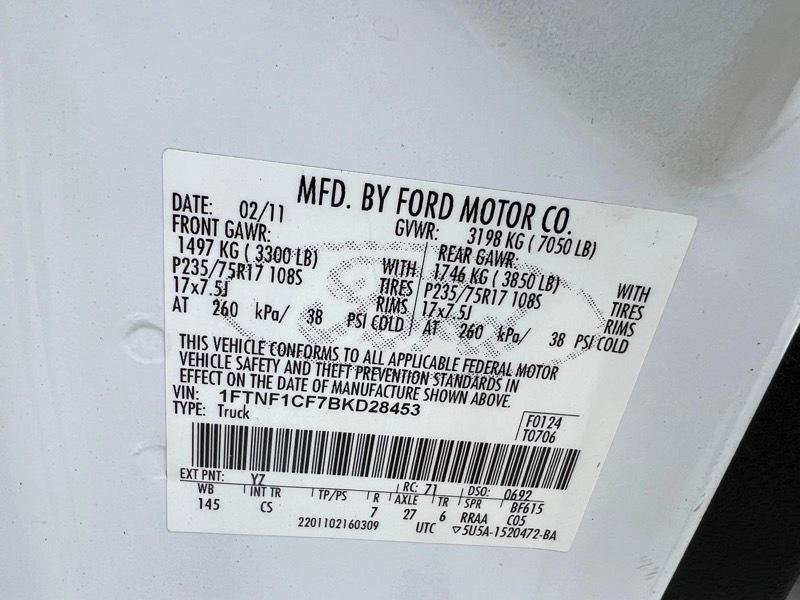 MFD. BY FORD MOTOR CO.
DATE: 02/11 GVWR: 3198 KG ( 7050 LB)
FRONT GAWR: REAR GAWR:
1497 KG ( 3300 LB) WITH 1746 KG ( 3850 LB) WITH
P235/75R17 108S TIRES P235/75R17 108S TIRES
17x7.5J RIMS 17x7.5J RIMS
AT 260 kPa/ 38 PSI COLD AT 260 kPa/ 38 PSI COLD
THIS VEHICLE CONFORMS TO ALL APPLICABLE FEDERAL MOTOR
VEHICLE SAFETY AND THEFT PREVENTION STANDARDS IN
EFFECT ON THE DATE OF MANUFACTURE SHOWN ABOVE.
VIN: 1FTNF1CF7BKD28453
TYPE: Truck
F0124
T0706
EXT PNT: YZ RC: 71 DSO: 0692
WB INT TR TP/PS R AXLE TR SPR BF615
145 CS 7 27 6 RRAA C05
2201102160309 UTC ▽5U5A-1520472-BA